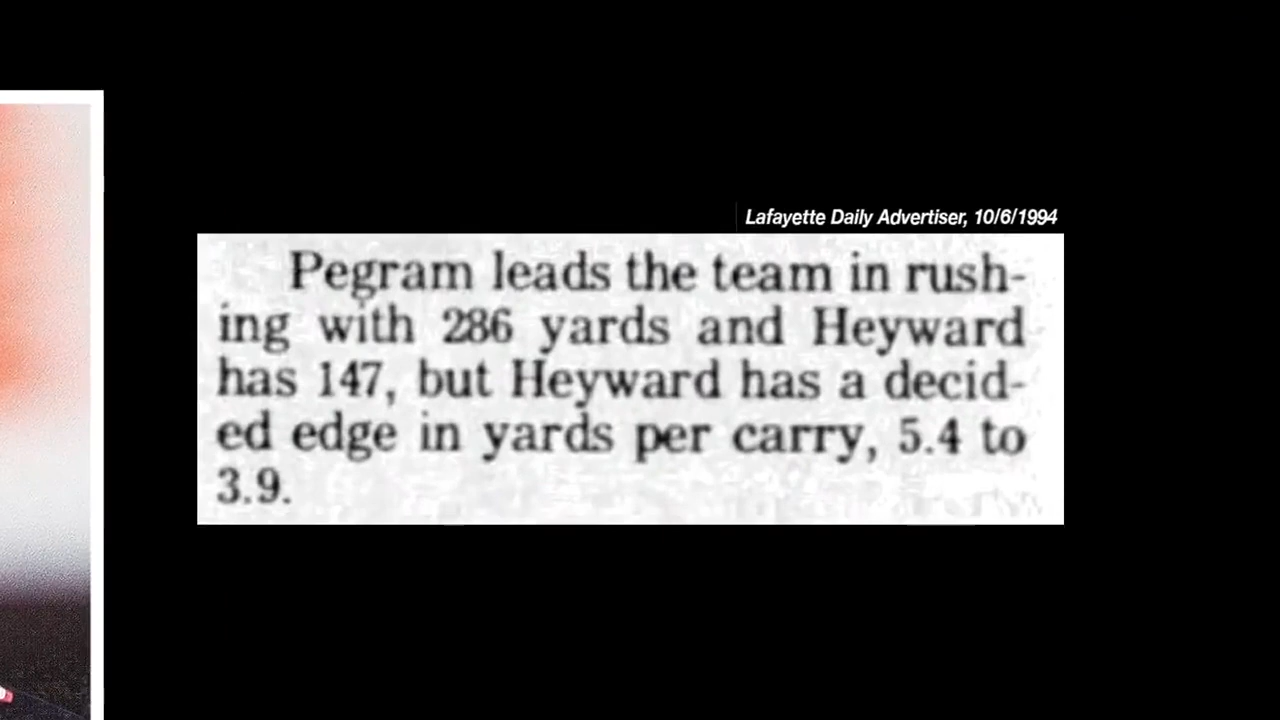 Lafayette Daily Advertiser, 10/6/1994
Pegram leads the team in rush-
ing with 286 yards and Heyward
has 147, but Heyward has a decid-
ed edge in yards per carry, 5.4 to
3.9.